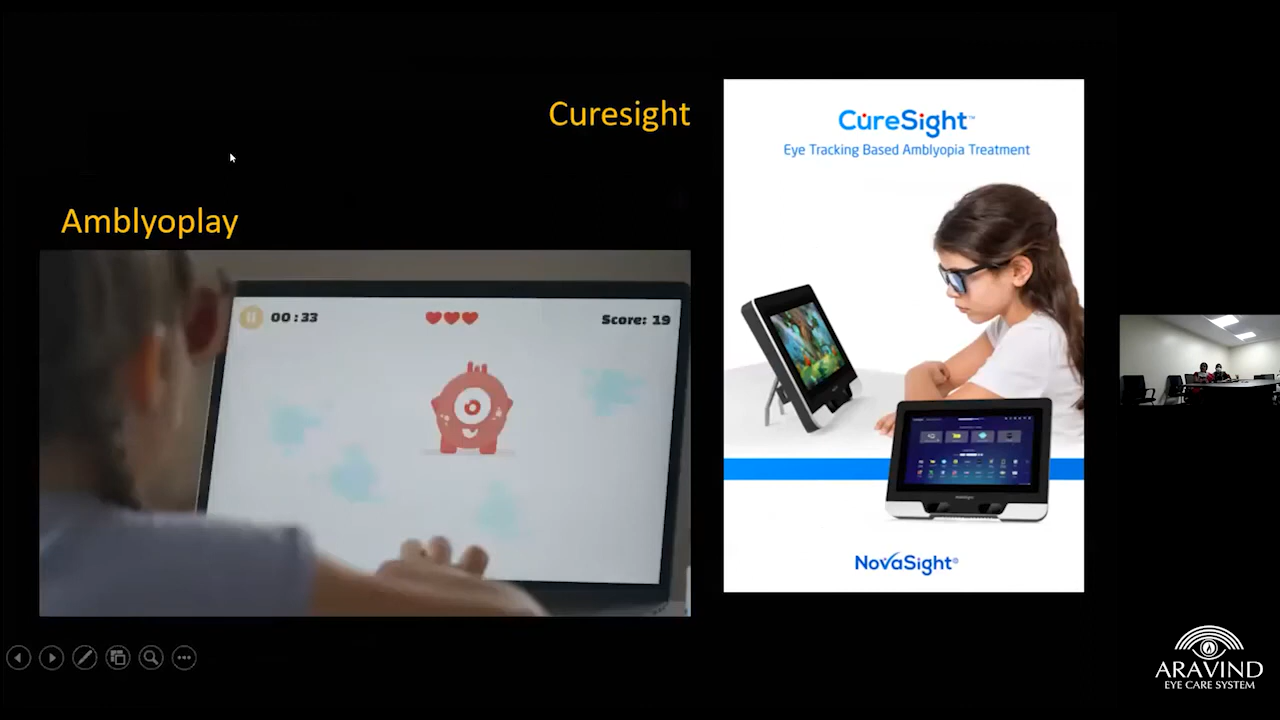 Curesight
Amblyoplay
00:33
Score: 19
CureSight™
Eye Tracking Based Amblyopia Treatment
NovaSight®
ARAVIND
EYE CARE SYSTEM